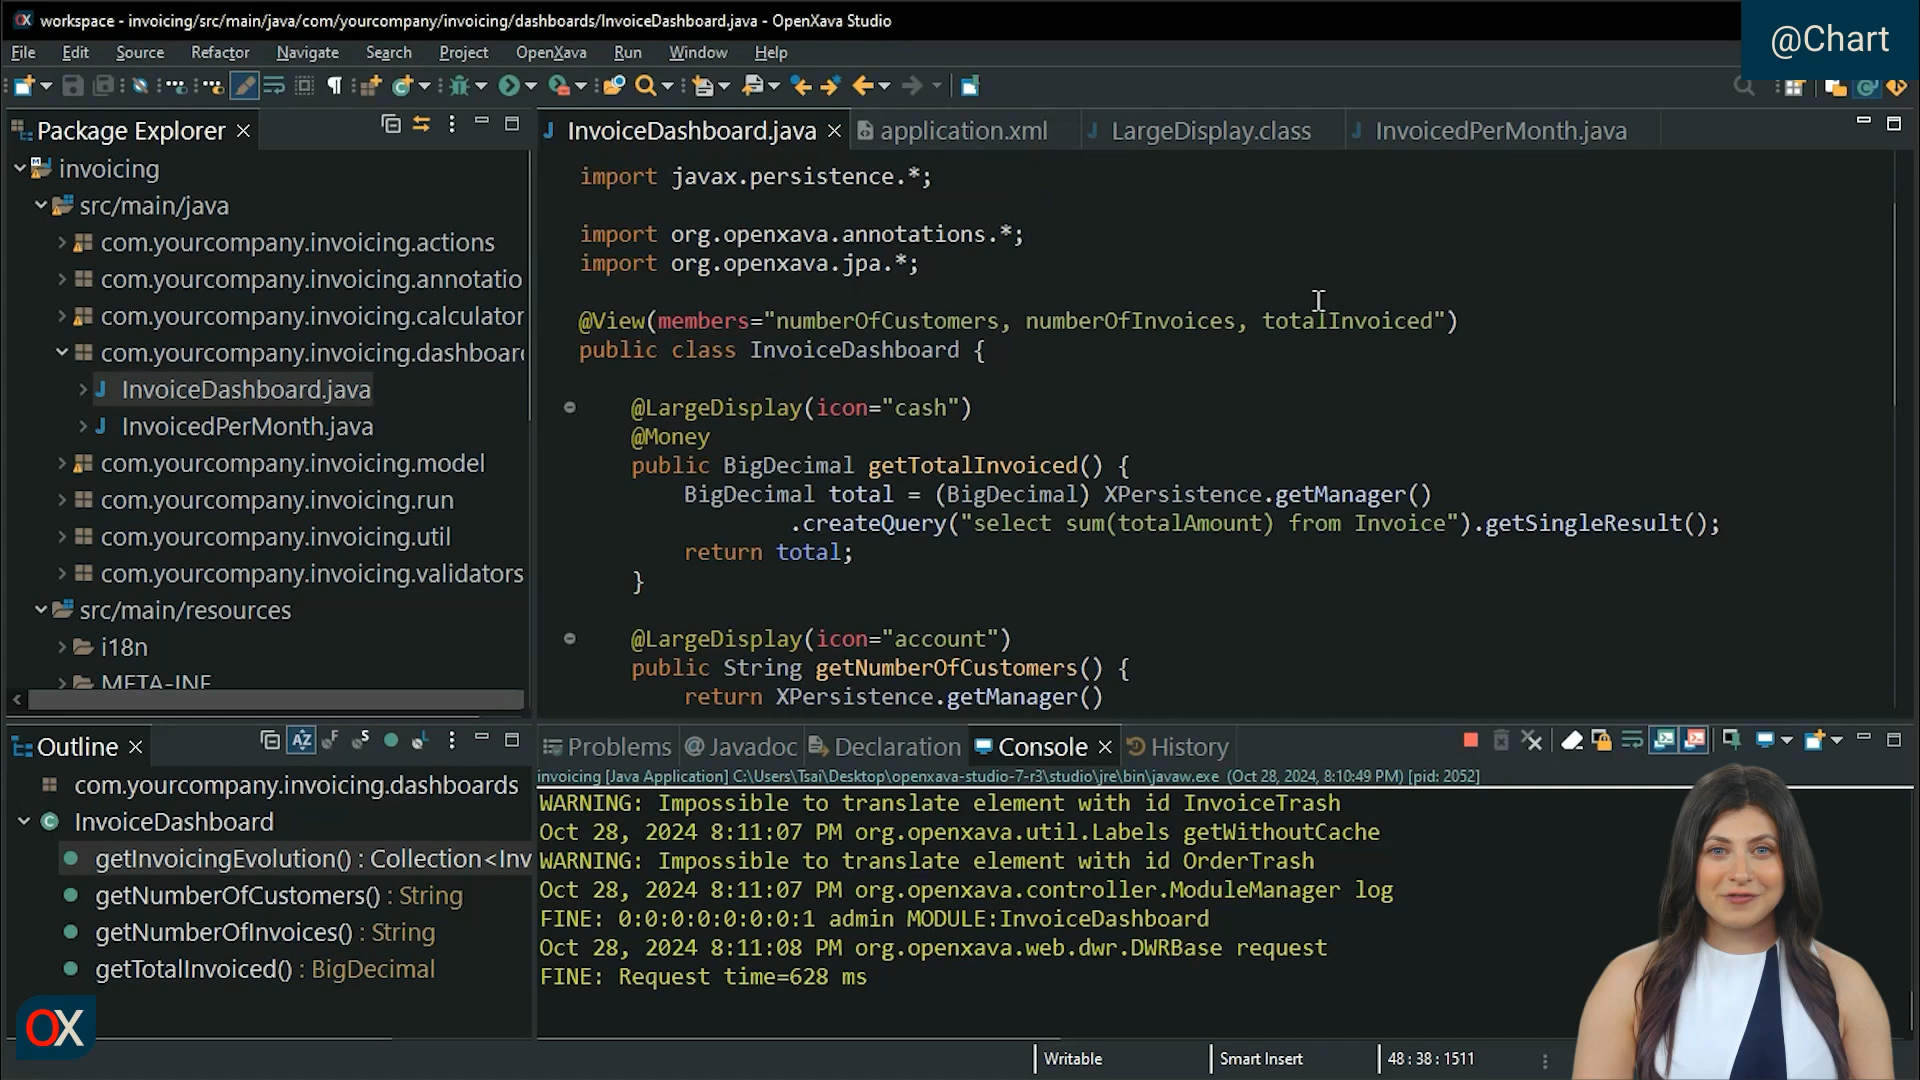 workspace - invoicing/src/main/java/com/yourcompany/invoicing/dashboards/InvoiceDashboard.java - OpenXava Studio
@Chart
File Edit Source Refactor Navigate Search Project OpenXava Run Window Help
Package Explorer
InvoiceDashboard.java application.xml LargeDisplay.class InvoicedPerMonth.java
invoicing
src/main/java
com.yourcompany.invoicing.actions
com.yourcompany.invoicing.annotatio
com.yourcompany.invoicing.calculator
com.yourcompany.invoicing.dashboar
InvoiceDashboard.java
InvoicedPerMonth.java
com.yourcompany.invoicing.model
com.yourcompany.invoicing.run
com.yourcompany.invoicing.util
com.yourcompany.invoicing.validators
src/main/resources
i18n
META-INF
import javax.persistence.*;
import org.openxava.annotations.*;
import org.openxava.jpa.*;
@View(members="numberOfCustomers, numberOfInvoices, totalInvoiced")
public class InvoiceDashboard {
@LargeDisplay(icon="cash")
@Money
public BigDecimal getTotalInvoiced() {
BigDecimal total = (BigDecimal) XPersistence.getManager()
.createQuery("select sum(totalAmount) from Invoice").getSingleResult();
return total;
}
@LargeDisplay(icon="account")
public String getNumberOfCustomers() {
return XPersistence.getManager()
Outline
com.yourcompany.invoicing.dashboards
InvoiceDashboard
getInvoicingEvolution() : Collection<Inv
getNumberOfCustomers() : String
getNumberOfInvoices() : String
getTotalInvoiced() : BigDecimal
OX
Problems Javadoc Declaration Console History
invoicing [Java Application] C:\Users\Tsai\Desktop\openxava-studio-7-r3\studio\jre\bin\javaw.exe (Oct 28, 2024, 8:10:49 PM) [pid: 2052]
WARNING: Impossible to translate element with id InvoiceTrash
Oct 28, 2024 8:11:07 PM org.openxava.util.Labels getWithoutCache
WARNING: Impossible to translate element with id OrderTrash
Oct 28, 2024 8:11:07 PM org.openxava.controller.ModuleManager log
FINE: 0:0:0:0:0:0:0:1 admin MODULE:InvoiceDashboard
Oct 28, 2024 8:11:08 PM org.openxava.web.dwr.DWRBase request
FINE: Request time=628 ms
Writable Smart Insert 48 : 38 : 1511